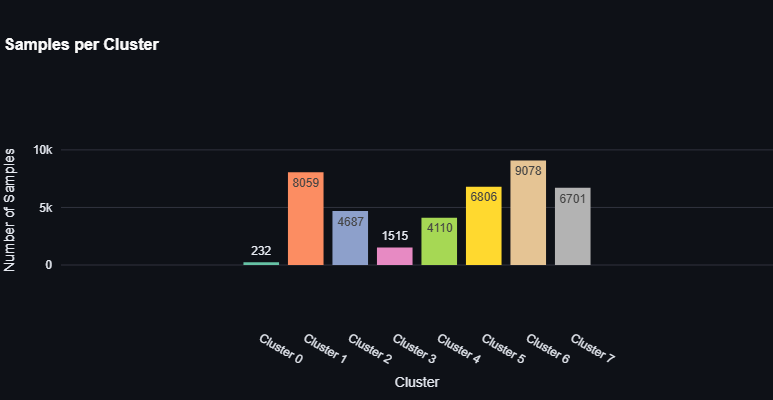 Samples per Cluster
Number of Samples
10k
5k
0
232
8059
4687
1515
4110
6806
9078
6701
Cluster 0
Cluster 1
Cluster 2
Cluster 3
Cluster 4
Cluster 5
Cluster 6
Cluster 7
Cluster